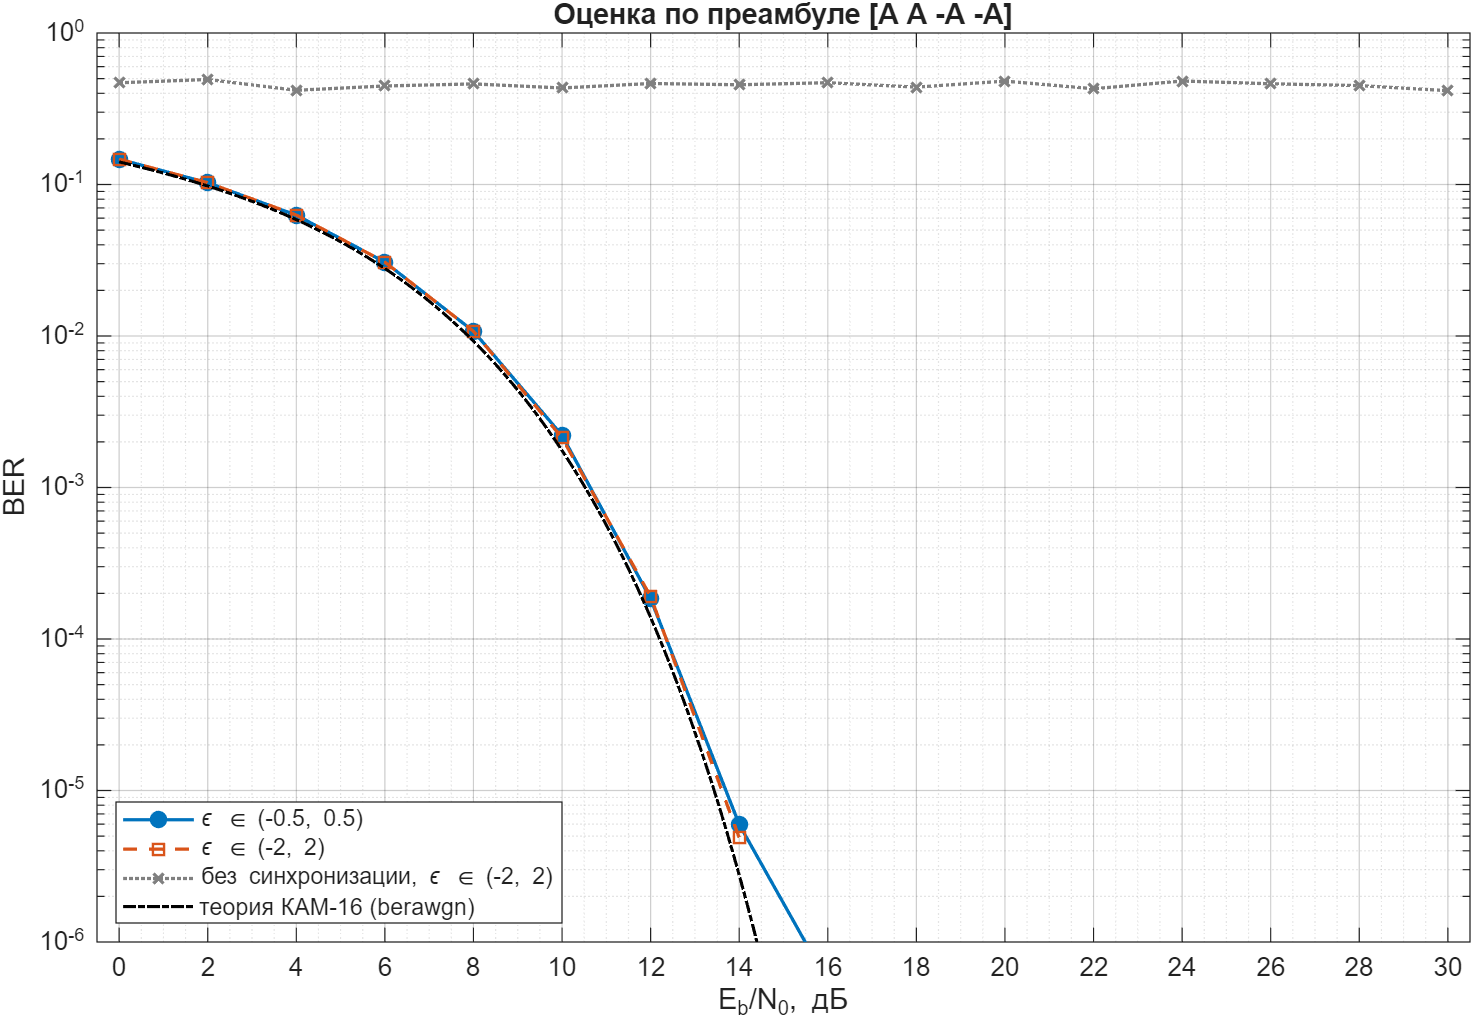 Оценка по преамбуле [A A -A -A]
10^0
10^-1
10^-2
10^-3
10^-4
10^-5
10^-6
BER
ϵ ∈ (-0.5, 0.5)
ϵ ∈ (-2, 2)
без синхронизации, ϵ ∈ (-2, 2)
теория КАМ-16 (berawgn)
0 2 4 6 8 10 12 14 16 18 20 22 24 26 28 30
E_b/N_0, дБ